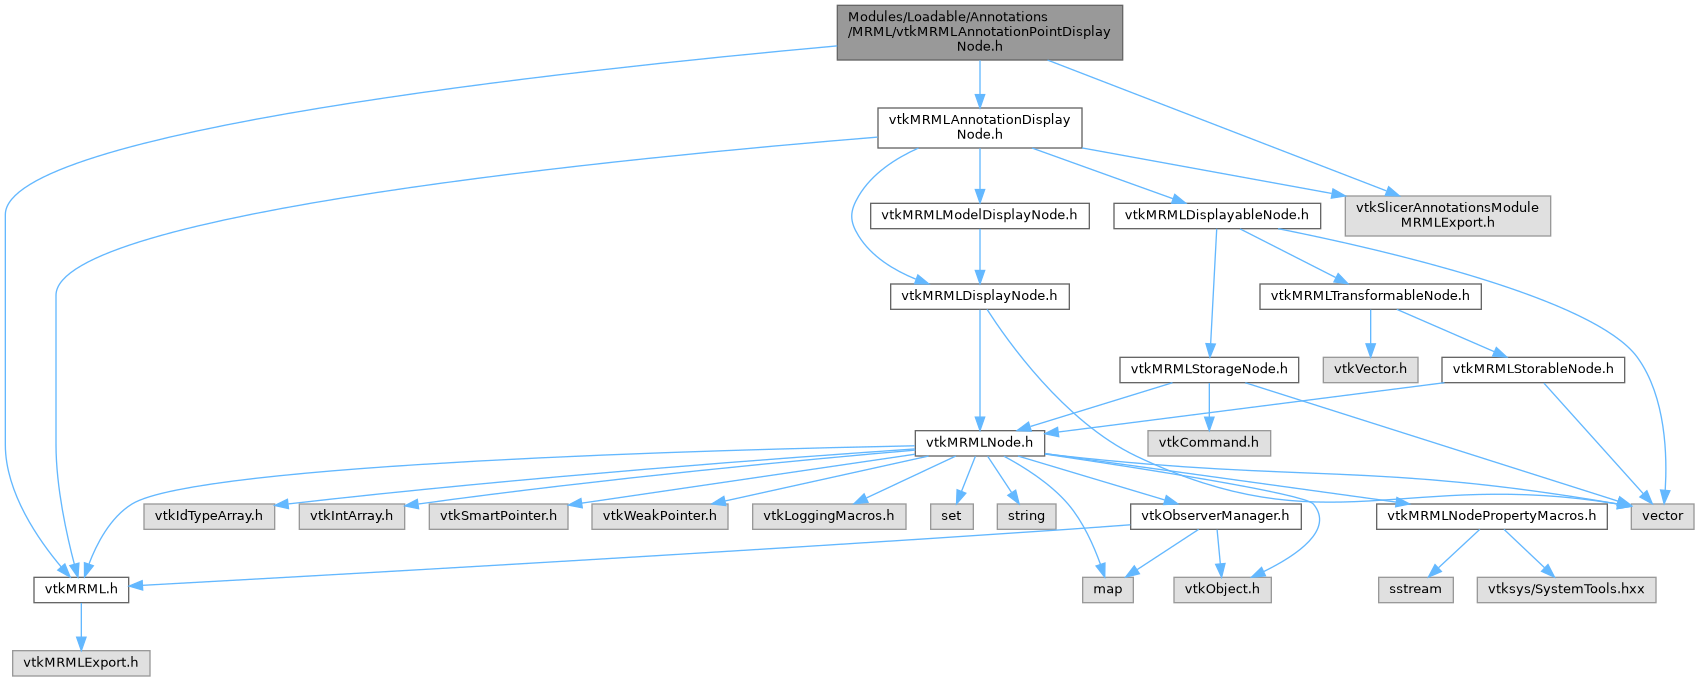 Modules/Loadable/Annotations
/MRML/vtkMRMLAnnotationPointDisplay
Node.h
vtkMRMLAnnotationDisplay
Node.h
vtkMRMLModelDisplayNode.h
vtkMRMLDisplayableNode.h
vtkSlicerAnnotationsModule
MRMLExport.h
vtkMRMLDisplayNode.h
vtkMRMLTransformableNode.h
vtkMRMLStorageNode.h
vtkVector.h
vtkMRMLStorableNode.h
vtkMRMLNode.h
vtkCommand.h
vtkIdTypeArray.h
vtkIntArray.h
vtkSmartPointer.h
vtkWeakPointer.h
vtkLoggingMacros.h
set
string
vtkObserverManager.h
vtkMRMLNodePropertyMacros.h
vector
vtkMRML.h
map
vtkObject.h
sstream
vtksys/SystemTools.hxx
vtkMRMLExport.h